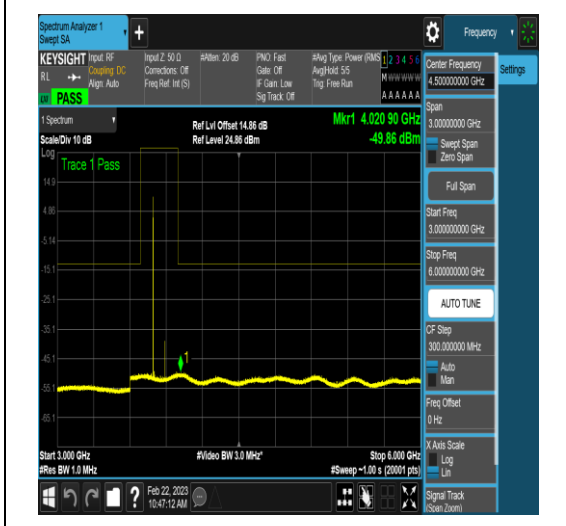 Spectrum Analyzer 1
Swept SA
Frequency
KEYSIGHT
RL
PASS
Input: RF
Coupling: DC
Align: Auto
Input Z: 50 Ω
Corrections: Off
Freq Ref: Int (S)
#Atten: 20 dB
PNO: Fast
Gate: Off
IF Gain: Low
Sig Track: Off
#Avg Type: Power (RMS
Avg|Hold: 5/5
Trig: Free Run
1 2 3 4 5 6
M W W W W W
A A A A A A
1 Spectrum
Scale/Div 10 dB
Ref Lvl Offset 14.86 dB
Ref Level 24.86 dBm
Mkr1 4.020 90 GHz
-49.86 dBm
Log
Trace 1 Pass
14.9
4.86
-5.14
-15.1
-25.1
-35.1
-45.1
-55.1
-65.1
1
Start 3.000 GHz
#Res BW 1.0 MHz
#Video BW 3.0 MHz*
Stop 6.000 GHz
#Sweep ~1.00 s (20001 pts)
Feb 22, 2023
10:47:12 AM
Center Frequency
4.500000000 GHz
Settings
Span
3.00000000 GHz
Swept Span
Zero Span
Full Span
Start Freq
3.000000000 GHz
Stop Freq
6.000000000 GHz
AUTO TUNE
CF Step
300.000000 MHz
Auto
Man
Freq Offset
0 Hz
X Axis Scale
Log
Lin
Signal Track
(Span Zoom)